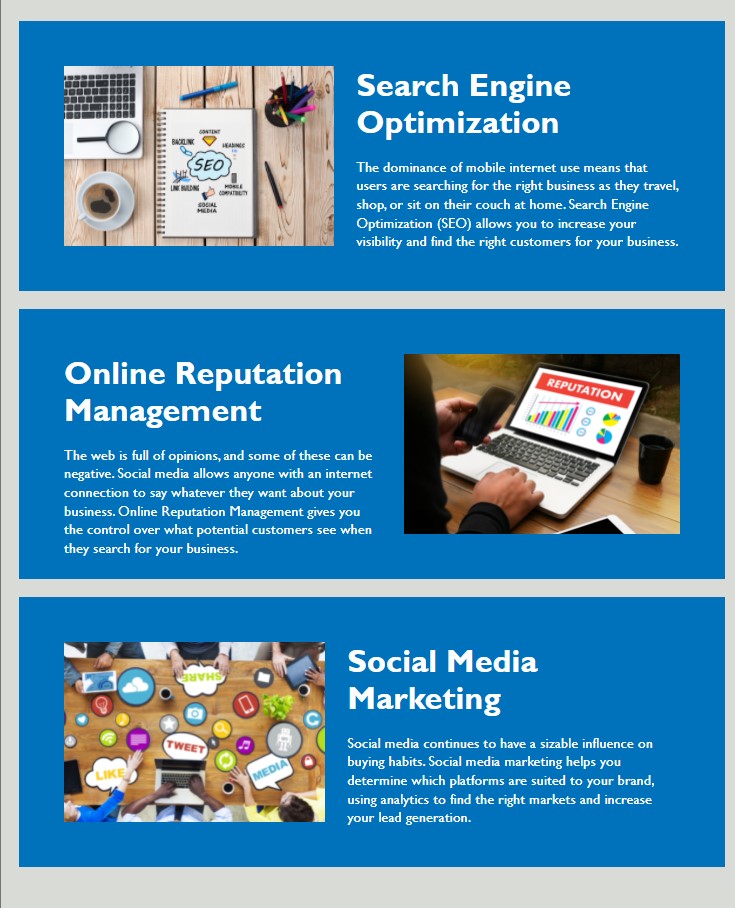 Search Engine
Optimization
The dominance of mobile internet use means that
users are searching for the right business as they travel,
shop, or sit on their couch at home. Search Engine
Optimization (SEO) allows you to increase your
visibility and find the right customers for your business.
CONTENT
BACKLINK
HEADINGS
SEO
LINK BUILDING
MOBILE
COMPATIBILITY
SOCIAL
MEDIA
Online Reputation
Management
The web is full of opinions, and some of these can be
negative. Social media allows anyone with an internet
connection to say whatever they want about your
business. Online Reputation Management gives you
the control over what potential customers see when
they search for your business.
REPUTATION
Social Media
Marketing
Social media continues to have a sizable influence on
buying habits. Social media marketing helps you
determine which platforms are suited to your brand,
using analytics to find the right markets and increase
your lead generation.
SHARE
TWEET
LIKE
MEDIA